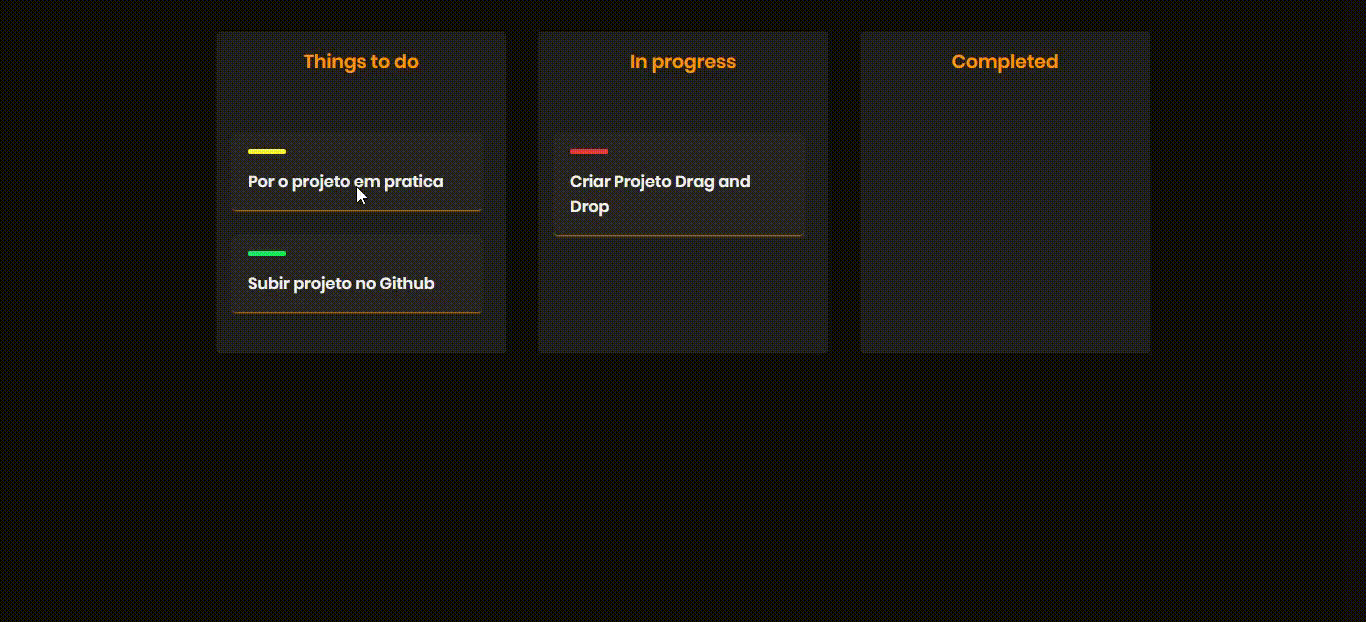 Things to do
Por o projeto em pratica
Subir projeto no Github
In progress
Criar Projeto Drag and
Drop
Completed